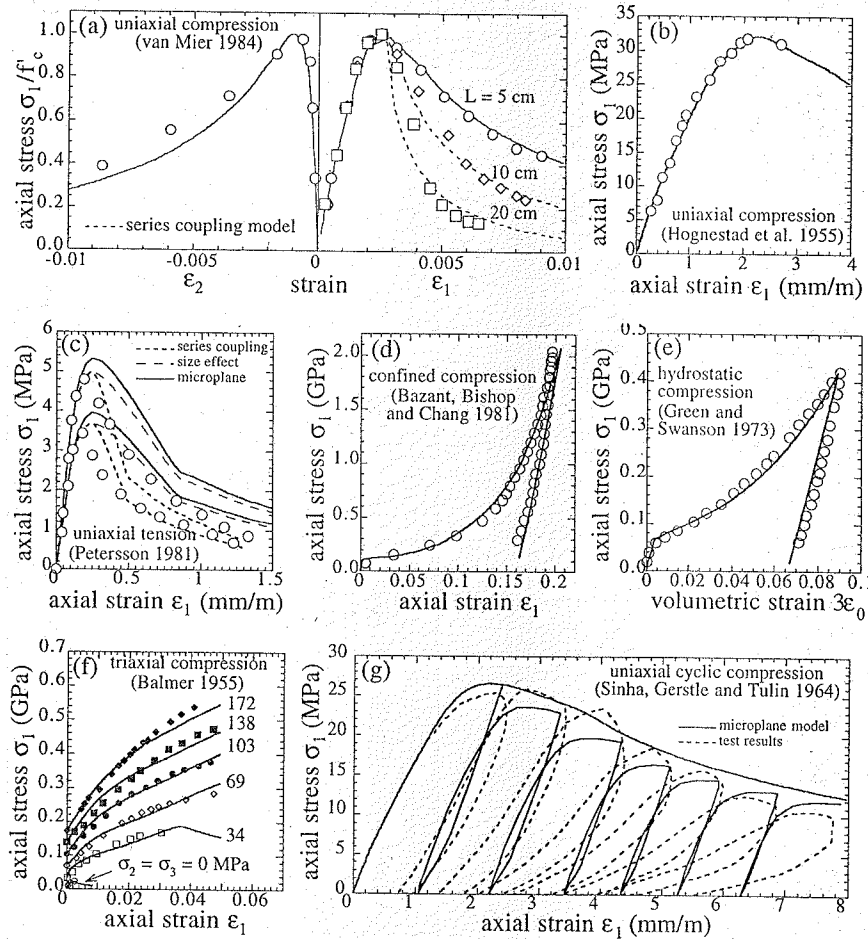 (a) uniaxial compression
(van Mier 1984)
axial stress σ₁/f'c
1.0
0.8
0.6
0.4
0.2
0.0
L = 5 cm
10 cm
20 cm
series coupling model
-0.01 -0.005 0 0.005 0.01
ε₂ strain ε₁
(b)
axial stress σ₁ (MPa)
35
30
25
20
15
10
5
0
uniaxial compression
(Hognestad et al. 1955)
0 1 2 3 4
axial strain ε₁ (mm/m)
(c)
series coupling
size effect
microplane
axial stress σ₁ (MPa)
6
5
4
3
2
1
0
uniaxial tension
(Petersson 1981)
0 0.5 1.0 1.5
axial strain ε₁ (mm/m)
(d)
confined compression
(Bazant, Bishop
and Chang 1981)
axial stress σ₁ (GPa)
2.0
1.5
1.0
0.5
0.0
0.00 0.05 0.10 0.15 0.20
axial strain ε₁
(e)
hydrostatic
compression
(Green and
Swanson 1973)
axial stress σ₁ (GPa)
0.5
0.4
0.3
0.2
0.1
0.0
0 0.02 0.04 0.06 0.08 0.1
volumetric strain 3ε₀
(f) triaxial compression
(Balmer 1955)
axial stress σ₁ (GPa)
0.7
0.6
0.5
0.4
0.3
0.2
0.1
0.0
172
138
103
69
34
σ₂ = σ₃ = 0 MPa
0.00 0.02 0.04 0.06
axial strain ε₁
(g)
uniaxial cyclic compression
(Sinha, Gerstle and Tulin 1964)
microplane model
test results
axial stress σ₁ (MPa)
30
25
20
15
10
5
0
0 1 2 3 4 5 6 7 8
axial strain ε₁ (mm/m)